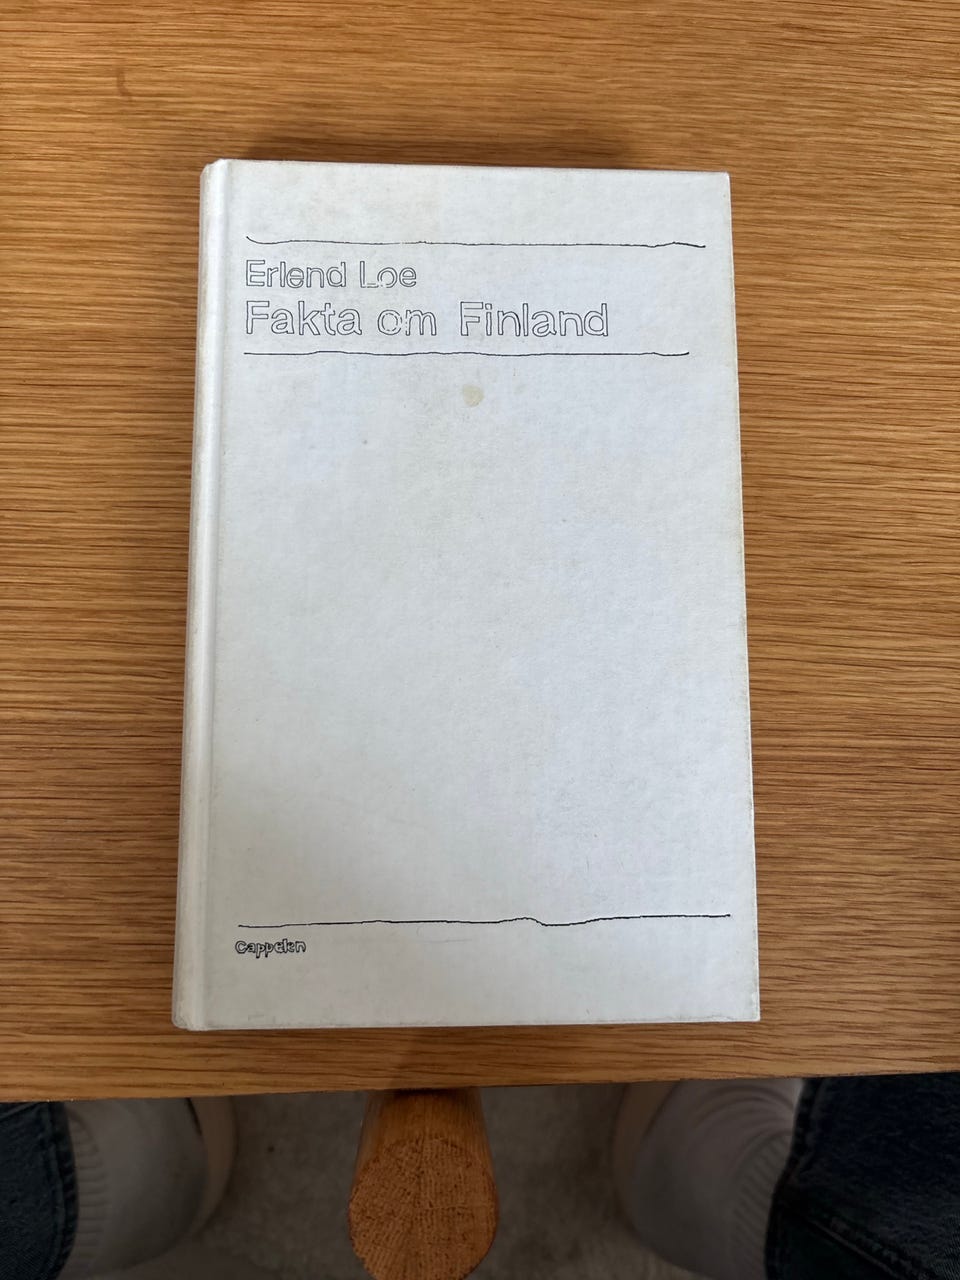 Erlend Loe
Fakta om Finland
Cappelen